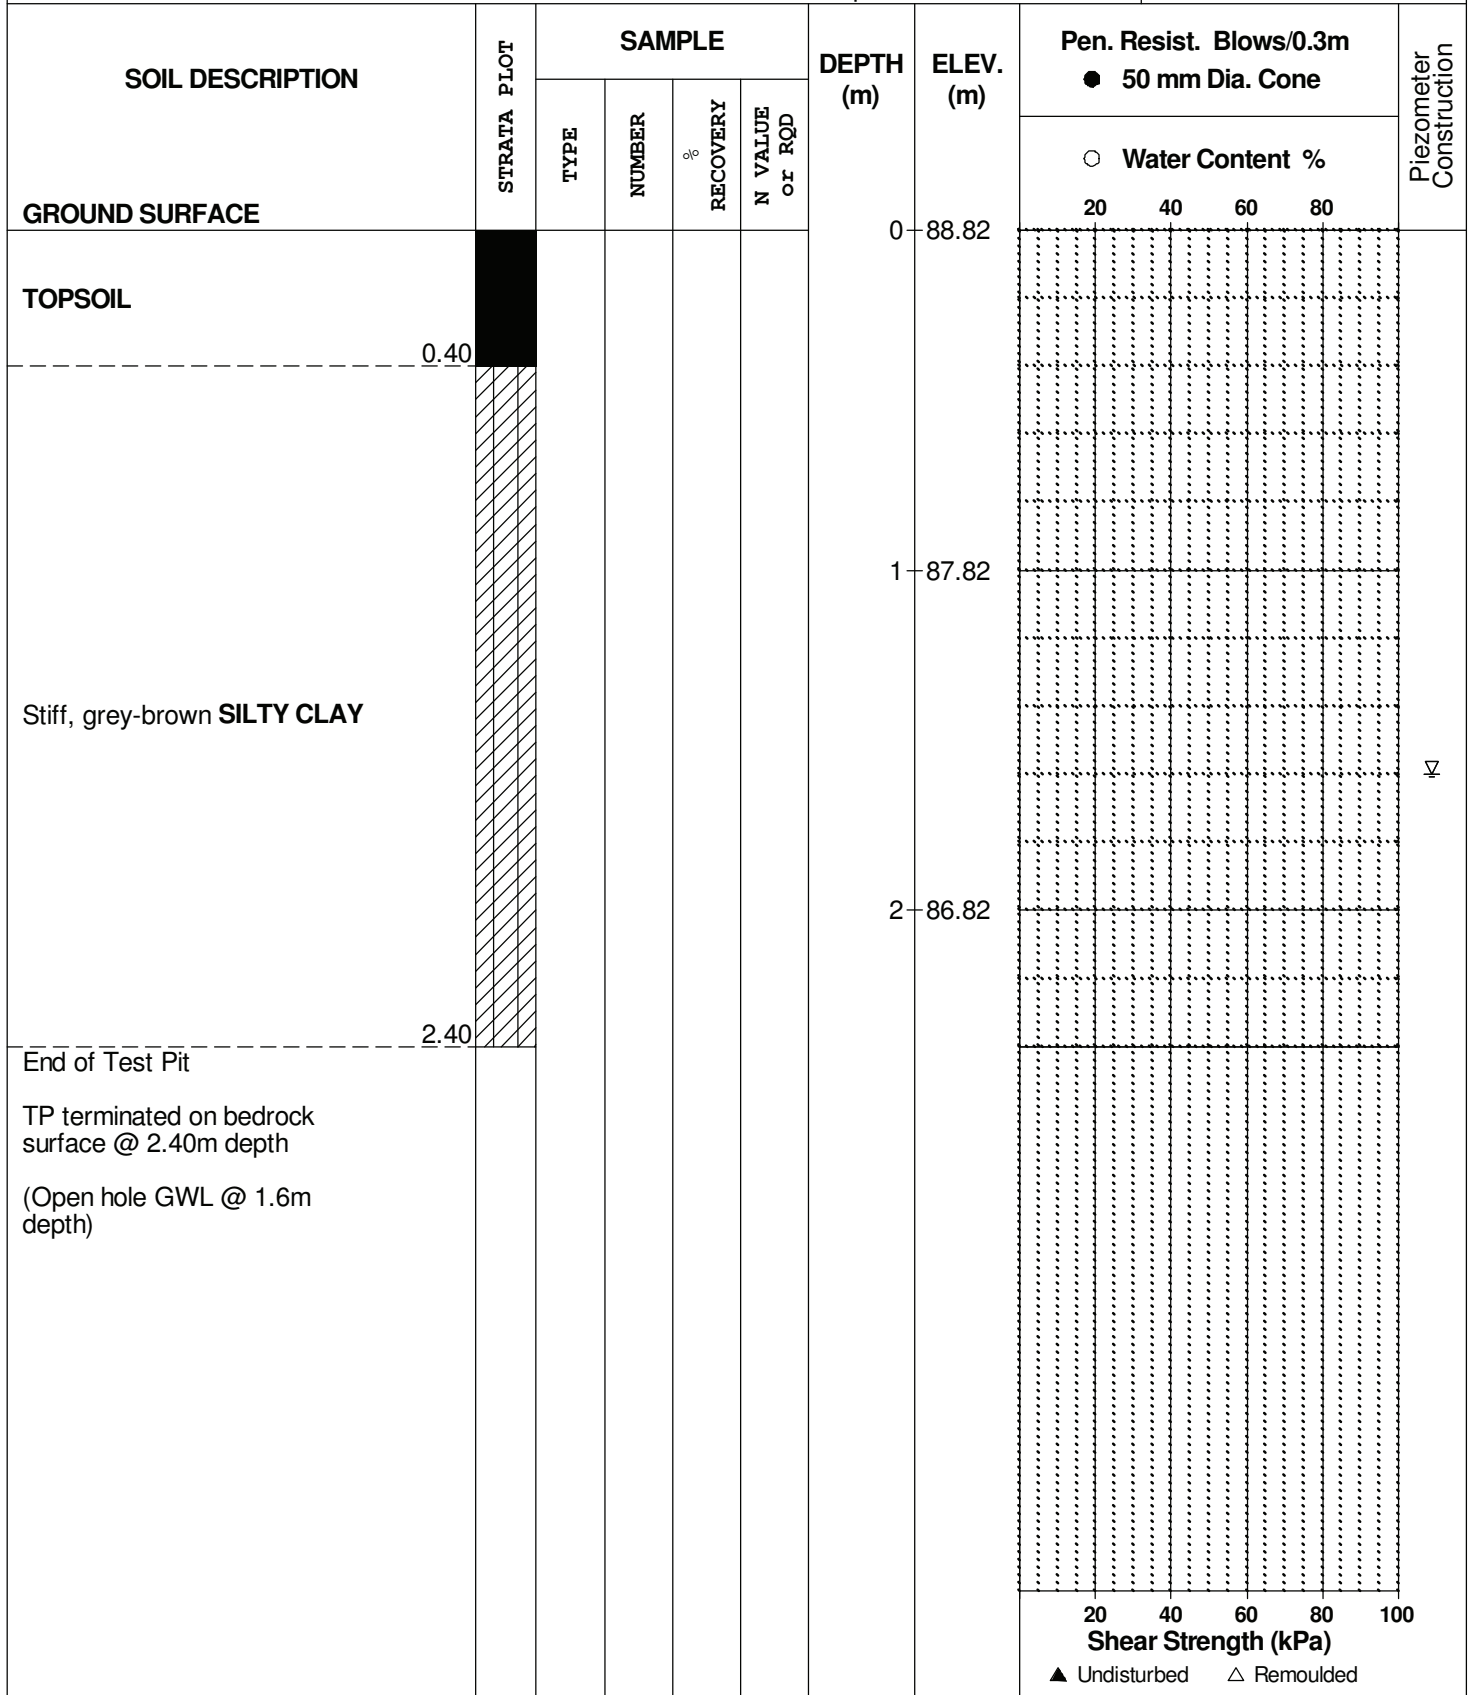 SOIL DESCRIPTION
GROUND SURFACE
STRATA PLOT
SAMPLE
TYPE
NUMBER
%
RECOVERY
N VALUE
or RQD
DEPTH
(m)
ELEV.
(m)
Pen. Resist. Blows/0.3m
● 50 mm Dia. Cone
○ Water Content %
20 40 60 80
Piezometer
Construction
0 88.82
TOPSOIL
0.40
1 87.82
Stiff, grey-brown SILTY CLAY
2 86.82
2.40
End of Test Pit
TP terminated on bedrock
surface @ 2.40m depth
(Open hole GWL @ 1.6m
depth)
20 40 60 80 100
Shear Strength (kPa)
▲ Undisturbed △ Remoulded